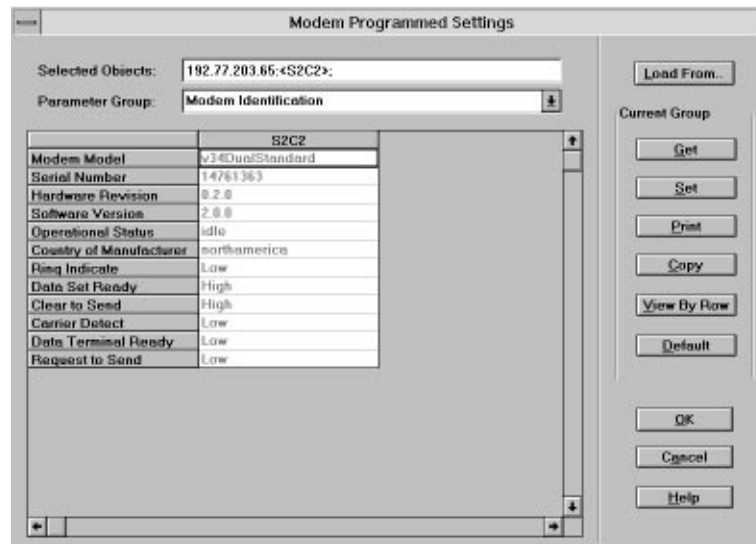 Modem Programmed Settings
Selected Objects: 192.77.203.65:<S2C2>;
Parameter Group: Modem Identification
Load From..
Current Group
S2C2
Modem Model v34DualStandard
Serial Number 14761363
Hardware Revision 0.2.0
Software Version 2.0.0
Operational Status idle
Country of Manufacturer northamerica
Ring Indicate Low
Data Set Ready High
Clear to Send High
Carrier Detect Low
Data Terminal Ready Low
Request to Send Low
Get
Set
Print
Copy
View By Row
Default
OK
Cancel
Help